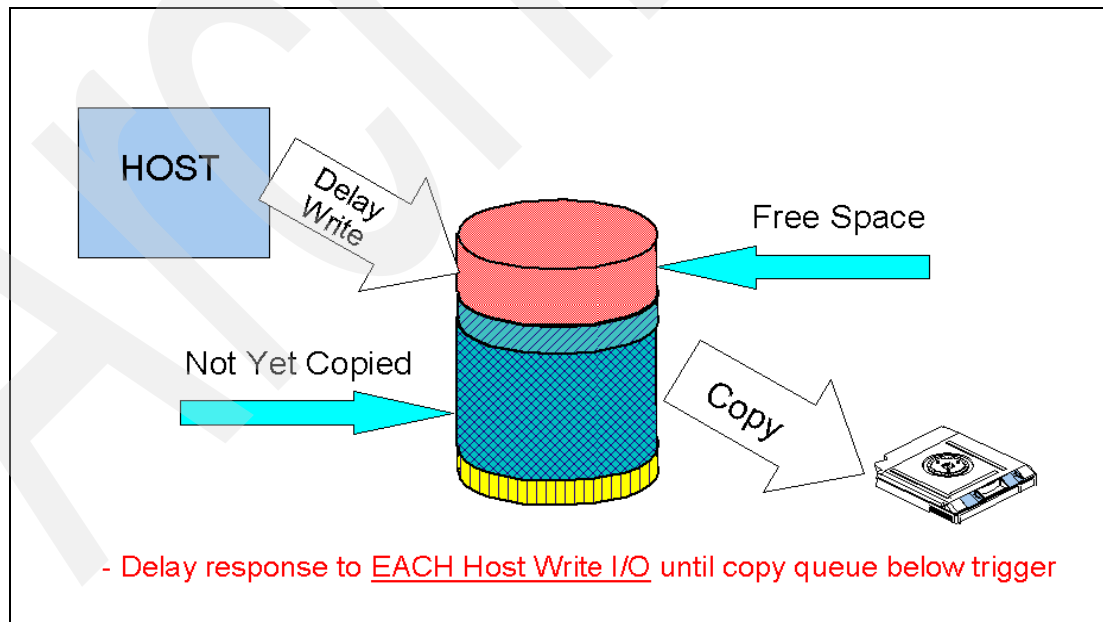 HOST
Delay
Write
Free Space
Not Yet Copied
Copy
- Delay response to EACH Host Write I/O until copy queue below trigger